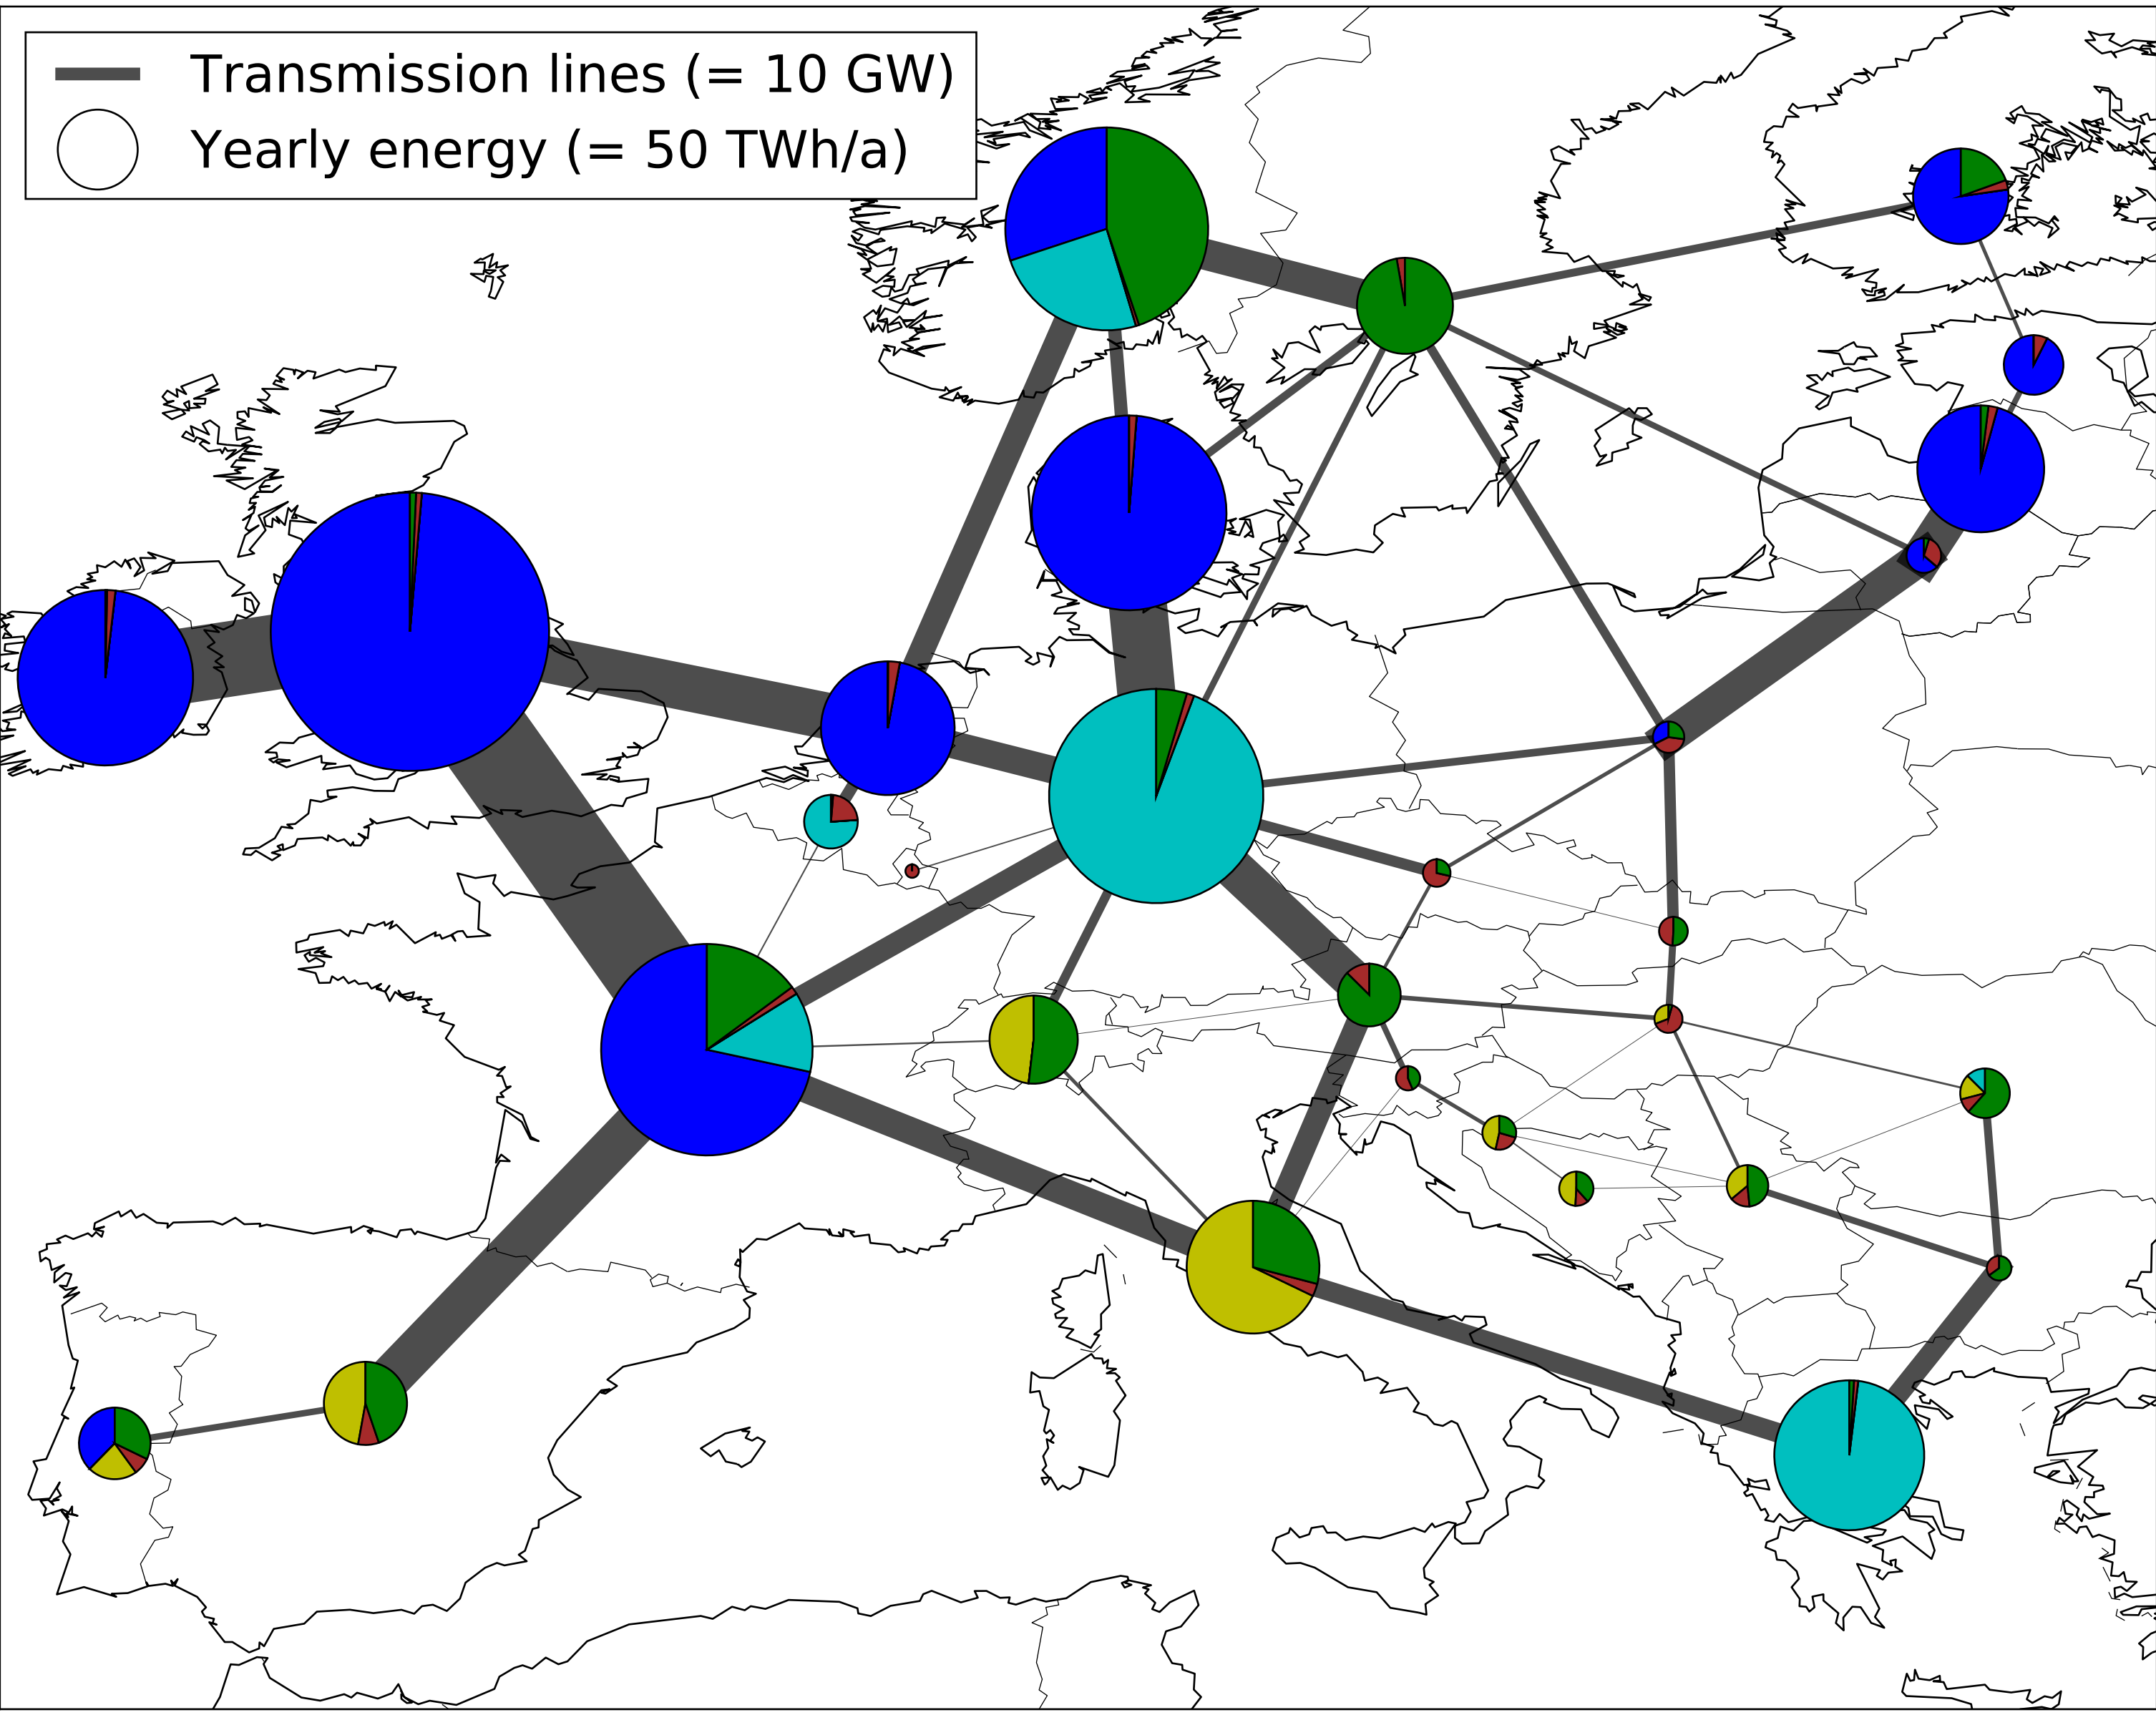 Transmission lines (= 10 GW)
Yearly energy (= 50 TWh/a)